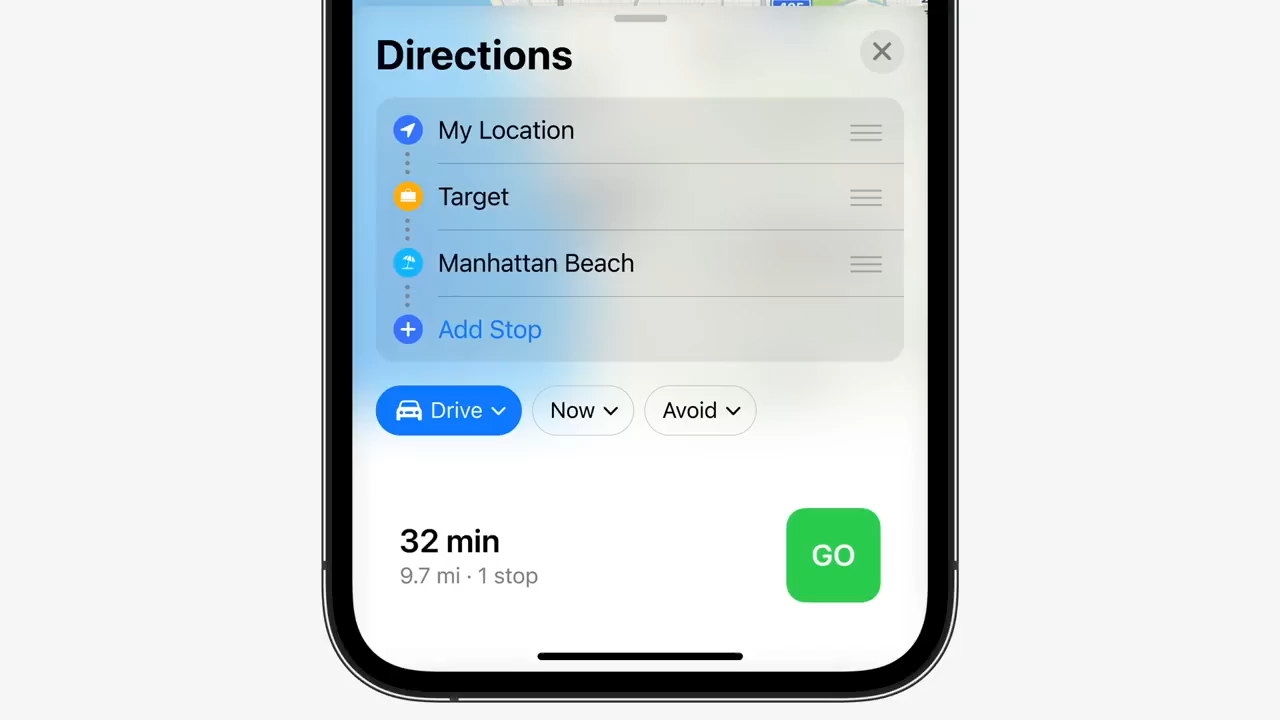 Directions
My Location
Target
Manhattan Beach
Add Stop
Drive
Now
Avoid
32 min
9.7 mi · 1 stop
GO